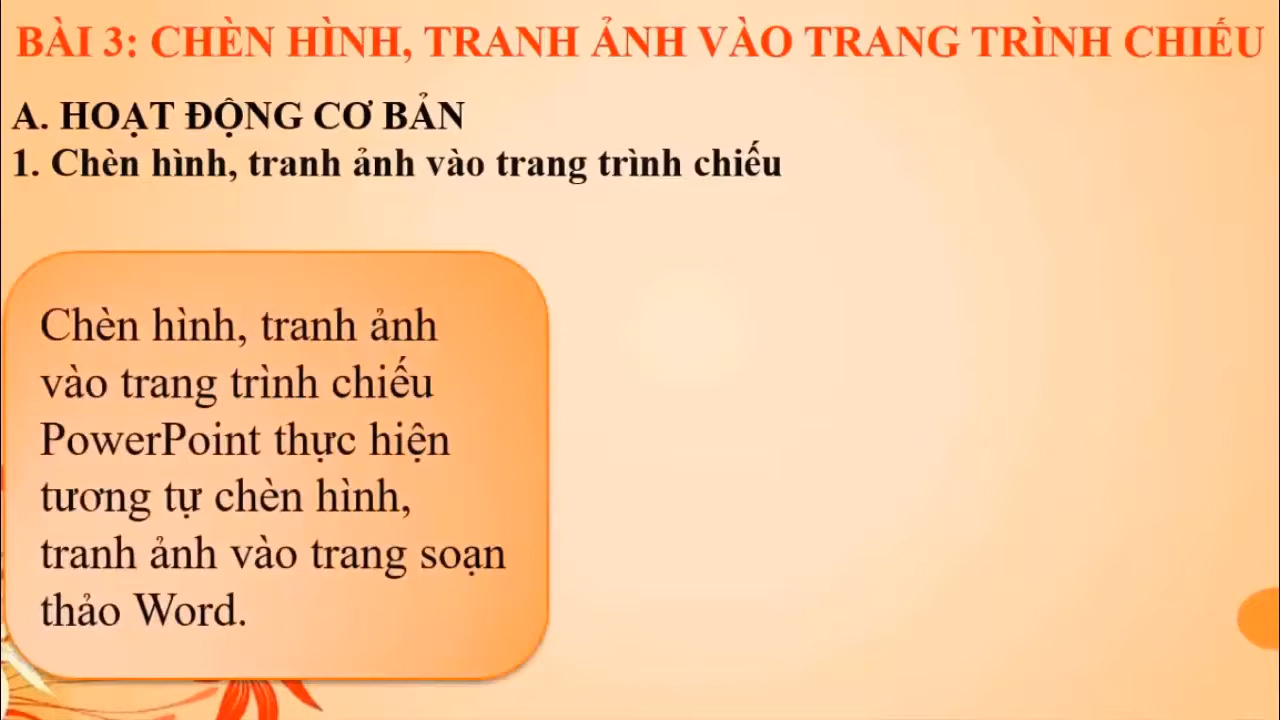 BÀI 3: CHÈN HÌNH, TRANH ẢNH VÀO TRANG TRÌNH CHIẾU
A. HOẠT ĐỘNG CƠ BẢN
1. Chèn hình, tranh ảnh vào trang trình chiếu
Chèn hình, tranh ảnh
vào trang trình chiếu
PowerPoint thực hiện
tương tự chèn hình,
tranh ảnh vào trang soạn
thảo Word.